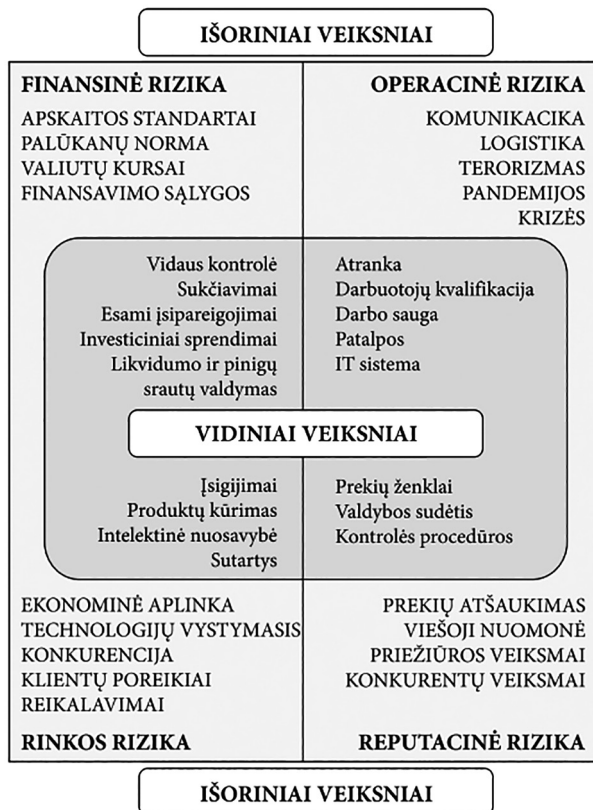 IŠORINIAI VEIKSNIAI
FINANSINĖ RIZIKA
APSKAITOS STANDARTAI
PALŪKANŲ NORMA
VALIUTŲ KURSAI
FINANSAVIMO SĄLYGOS
OPERACINĖ RIZIKA
KOMUNIKACIKA
LOGISTIKA
TERORIZMAS
PANDEMIJOS
KRIZĖS
Vidaus kontrolė
Sukčiavimai
Esami įsipareigojimai
Investiciniai sprendimai
Likvidumo ir pinigų
srautų valdymas
Atranka
Darbuotojų kvalifikacija
Darbo sauga
Patalpos
IT sistema
VIDINIAI VEIKSNIAI
Įsigijimai
Produktų kūrimas
Intelektinė nuosavybė
Sutartys
Prekių ženklai
Valdybos sudėtis
Kontrolės procedūros
EKONOMINĖ APLINKA
TECHNOLOGIJŲ VYSTYMASIS
KONKURENCIJA
KLIENTŲ POREIKIAI
REIKALAVIMAI
RINKOS RIZIKA
PREKIŲ ATŠAUKIMAS
VIEŠOJI NUOMONĖ
PRIEŽIŪROS VEIKSMAI
KONKURENTŲ VEIKSMAI
REPUTACINĖ RIZIKA
IŠORINIAI VEIKSNIAI